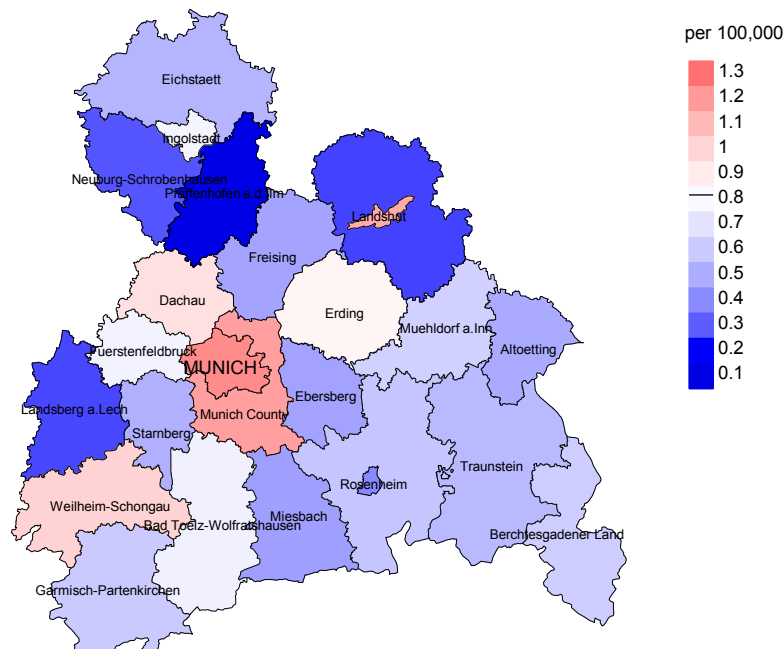 per 100,000
1.3
1.2
1.1
1
0.9
0.8
0.7
0.6
0.5
0.4
0.3
0.2
0.1
Eichstaett
Ingolstadt
Neuburg-Schrobenhausen
Pfaffenhofen a.d.Ilm
Landshut
Freising
Dachau
Erding
Muehldorf a.Inn
Altoetting
Fuerstenfeldbruck
MUNICH
Ebersberg
Landsberg a.Lech
Munich County
Starnberg
Traunstein
Rosenheim
Weilheim-Schongau
Miesbach
Bad Toelz-Wolfratshausen
Berchtesgadener Land
Garmisch-Partenkirchen